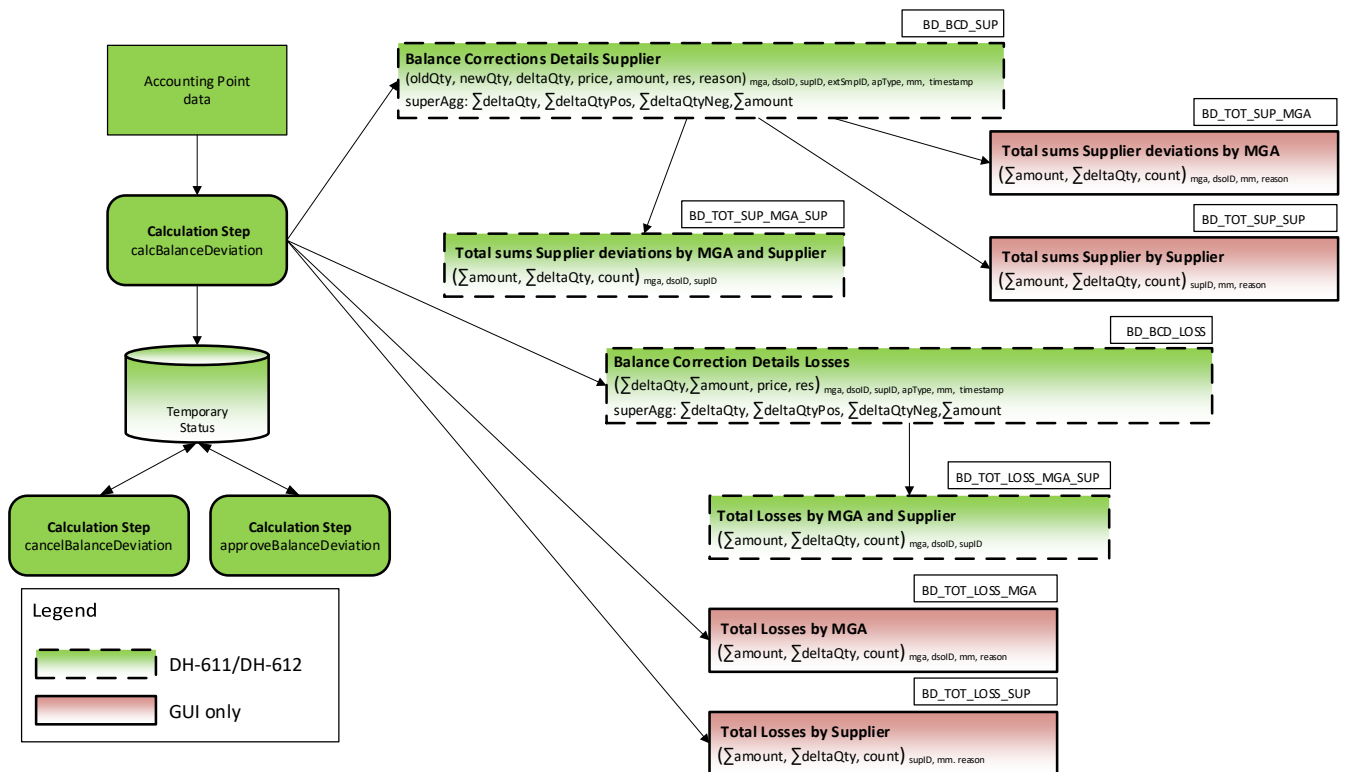 BD_BCD_SUP
Accounting Point
data
Balance Corrections Details Supplier
(oldQty, newQty, deltaQty, price, amount, res, reason) mga, dsoID, supID, extSmpID, apType, mm, timestamp
superAgg: ∑deltaQty, ∑deltaQtyPos, ∑deltaQtyNeg,∑amount
BD_TOT_SUP_MGA
Total sums Supplier deviations by MGA
(∑amount, ∑deltaQty, count) mga, dsoID, mm, reason
Calculation Step
calcBalanceDeviation
BD_TOT_SUP_MGA_SUP
Total sums Supplier deviations by MGA and Supplier
(∑amount, ∑deltaQty, count) mga, dsoID, supID
BD_TOT_SUP_SUP
Total sums Supplier by Supplier
(∑amount, ∑deltaQty, count) supID, mm, reason
BD_BCD_LOSS
Balance Correction Details Losses
(∑deltaQty,∑amount, price, res) mga, dsoID, supID, apType, mm, timestamp
superAgg: ∑deltaQty, ∑deltaQtyPos, ∑deltaQtyNeg,∑amount
Temporary
Status
BD_TOT_LOSS_MGA_SUP
Total Losses by MGA and Supplier
(∑amount, ∑deltaQty, count) mga, dsoID, supID
Calculation Step
cancelBalanceDeviation
Calculation Step
approveBalanceDeviation
BD_TOT_LOSS_MGA
Total Losses by MGA
(∑amount, ∑deltaQty, count) mga, dsoID, mm, reason
BD_TOT_LOSS_SUP
Total Losses by Supplier
(∑amount, ∑deltaQty, count) supID, mm. reason
Legend
DH-611/DH-612
GUI only